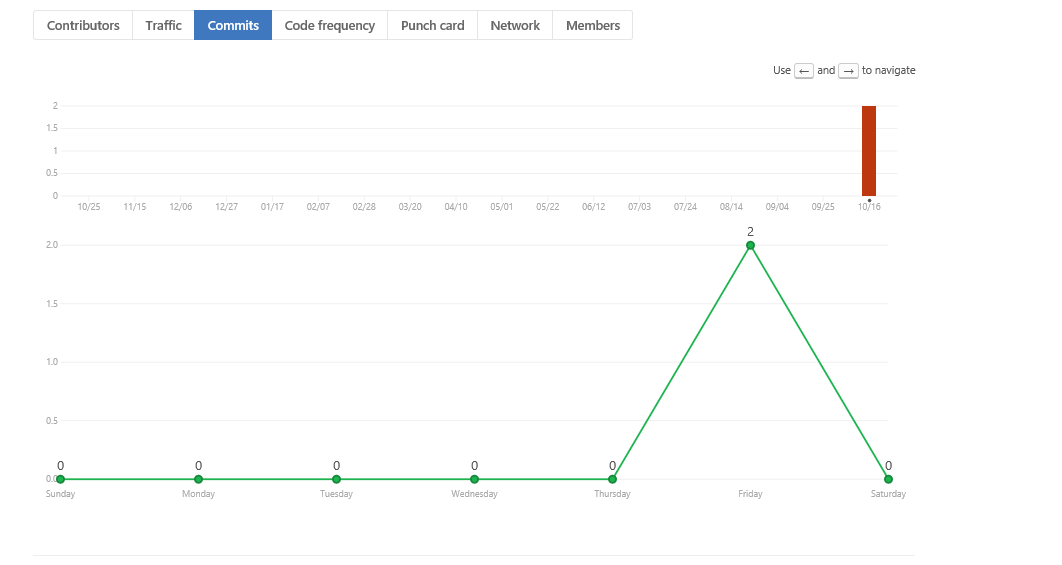 Contributors Traffic Commits Code frequency Punch card Network Members
Use ← and → to navigate
2
1.5
1
0.5
0
10/25 11/15 12/06 12/27 01/17 02/07 02/28 03/20 04/10 05/01 05/22 06/12 07/03 07/24 08/14 09/04 09/25 10/16
2
2.0
1.5
1.0
0.5
0 0 0 0 0 0
0.0
Sunday Monday Tuesday Wednesday Thursday Friday Saturday